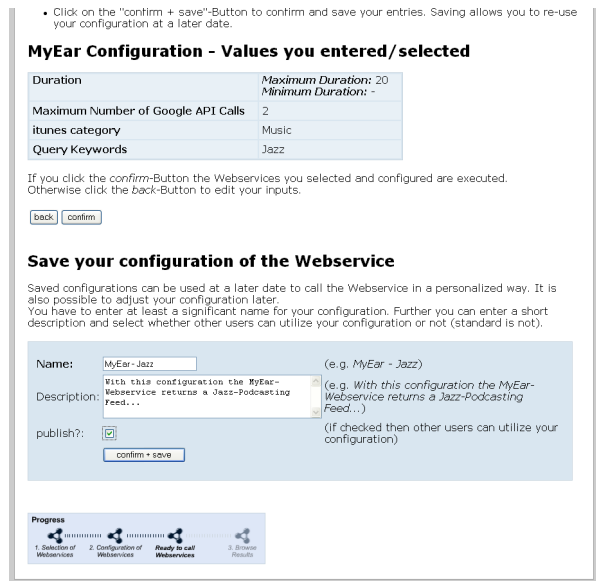 • Click on the "confirm + save"-Button to confirm and save your entries. Saving allows you to re-use
your configuration at a later date.
MyEar Configuration - Values you entered/selected
Duration Maximum Duration: 20
Minimum Duration: -
Maximum Number of Google API Calls 2
itunes category Music
Query Keywords Jazz
If you click the confirm-Button the Webservices you selected and configured are executed.
Otherwise click the back-Button to edit your inputs.
back confirm
Save your configuration of the Webservice
Saved configurations can be used at a later date to call the Webservice in a personalized way. It is
also possible to adjust your configuration later.
You have to enter at least a significant name for your configuration. Further you can enter a short
description and select whether other users can utilize your configuration or not (standard is not).
Name: MyEar - Jazz (e.g. MyEar - Jazz)
Description: With this configuration the MyEar-
Webservice returns a Jazz-Podcasting
Feed...
(e.g. With this configuration the MyEar-
Webservice returns a Jazz-Podcasting
Feed...)
publish?: (if checked then other users can utilize your
configuration)
confirm + save
Progress
1. Selection of
Webservices
2. Configuration of
Webservices
Ready to call
Webservices
3. Browse
Results